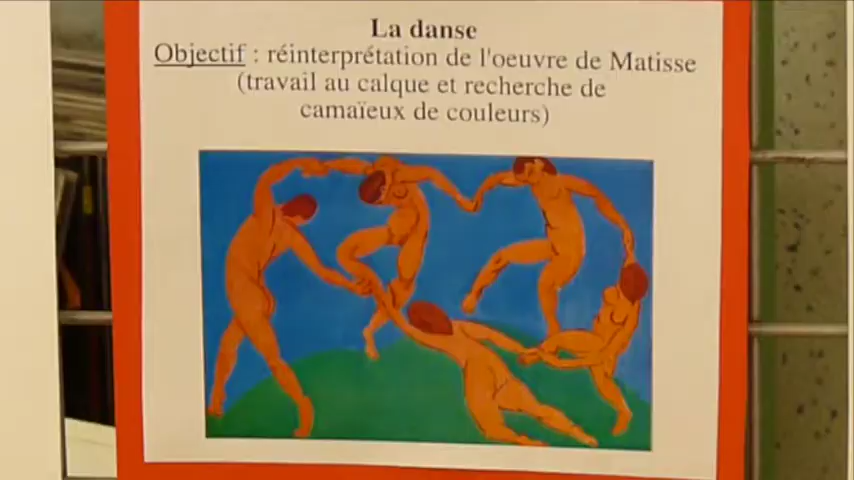 La danse
Objectif : réinterprétation de l'oeuvre de Matisse
(travail au calque et recherche de
camaïeux de couleurs)